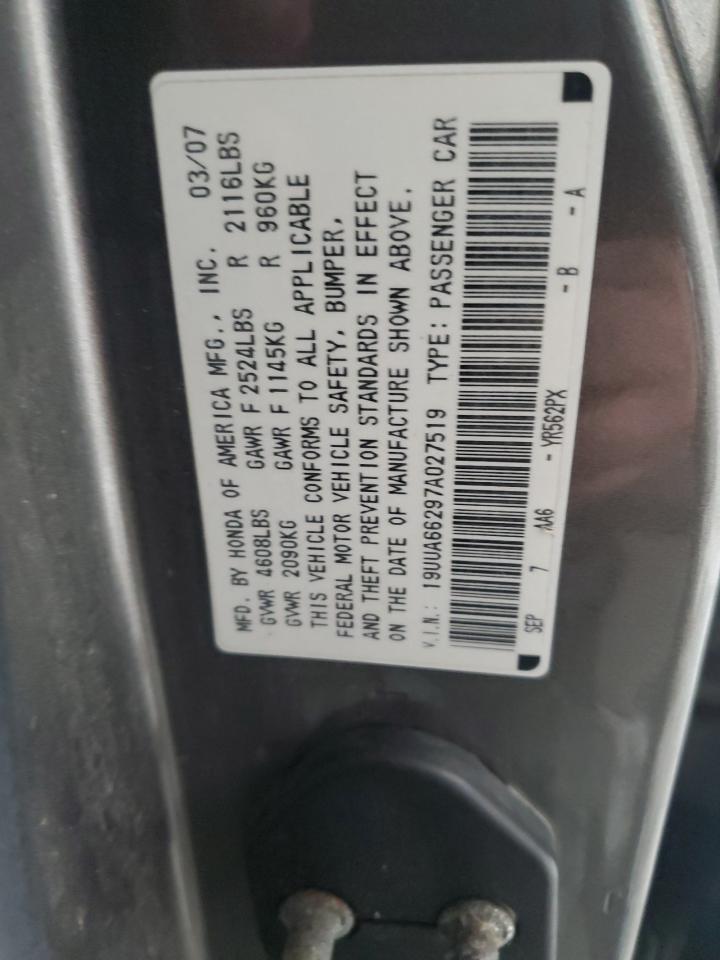 MFD. BY HONDA OF AMERICA MFG., INC. 03/07
GVWR 4608LBS GAWR F 2524LBS R 2116LBS
GVWR 2090KG GAWR F 1145KG R 960KG
THIS VEHICLE CONFORMS TO ALL APPLICABLE
FEDERAL MOTOR VEHICLE SAFETY, BUMPER,
AND THEFT PREVENTION STANDARDS IN EFFECT
ON THE DATE OF MANUFACTURE SHOWN ABOVE.
V.I.N.: 19UUA66297A027519 TYPE: PASSENGER CAR
SEP 7 AA6 - YR562PX - B - A